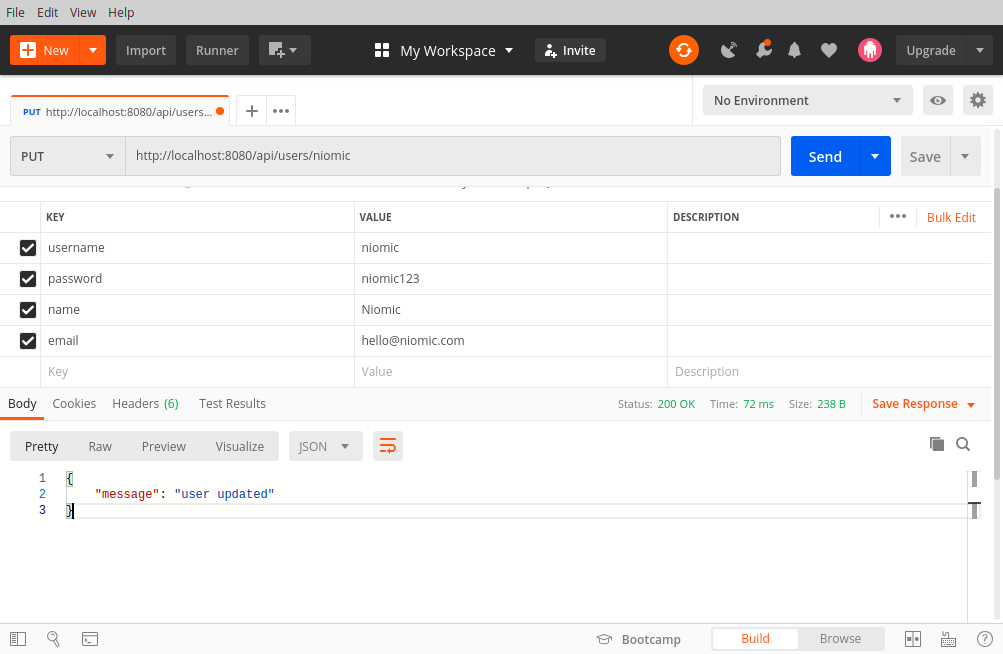 File Edit View Help
New Import Runner My Workspace Invite Upgrade
PUT http://localhost:8080/api/users... No Environment
PUT http://localhost:8080/api/users/niomic Send Save
KEY VALUE DESCRIPTION Bulk Edit
username niomic
password niomic123
name Niomic
email hello@niomic.com
Key Value Description
Body Cookies Headers (6) Test Results Status: 200 OK Time: 72 ms Size: 238 B Save Response
Pretty Raw Preview Visualize JSON
1 {
2 "message": "user updated"
3 }
Bootcamp Build Browse ?